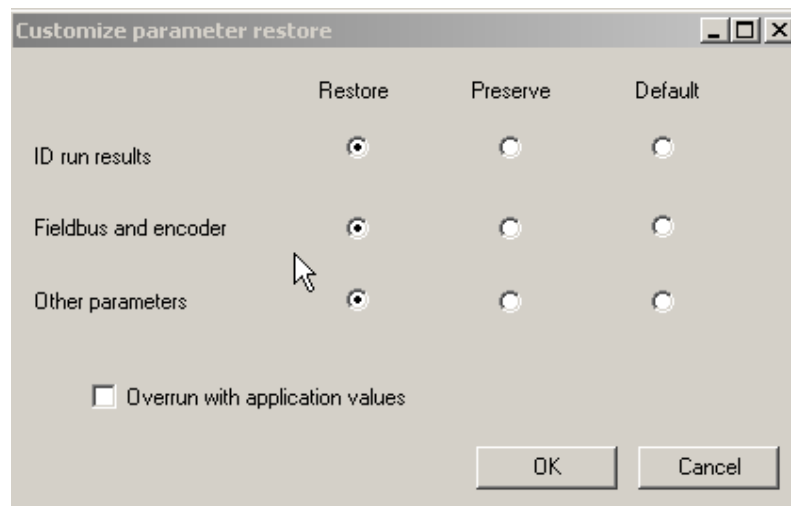 Customize parameter restore
Restore Preserve Default
ID run results
Fieldbus and encoder
Other parameters
Overrun with application values
OK Cancel